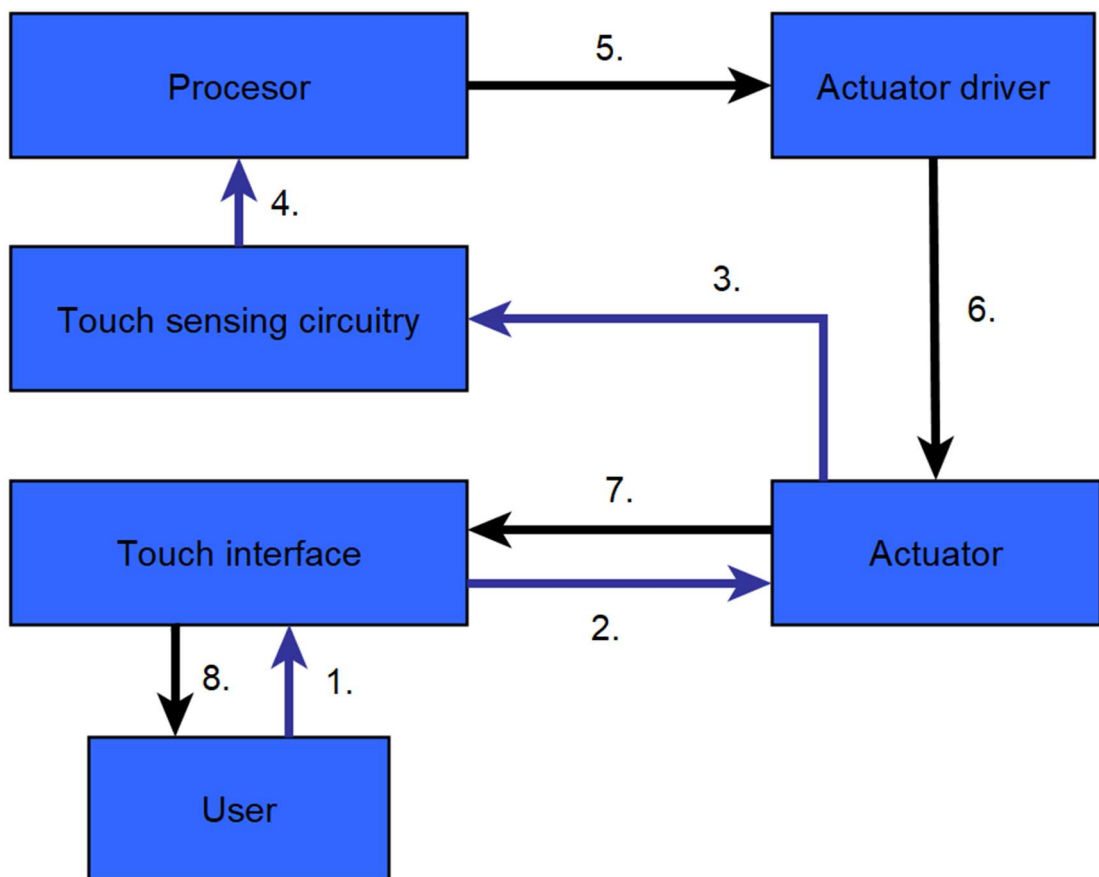 Procesor
5.
Actuator driver
4.
Touch sensing circuitry
3.
6.
Touch interface
7.
Actuator
2.
8.
1.
User